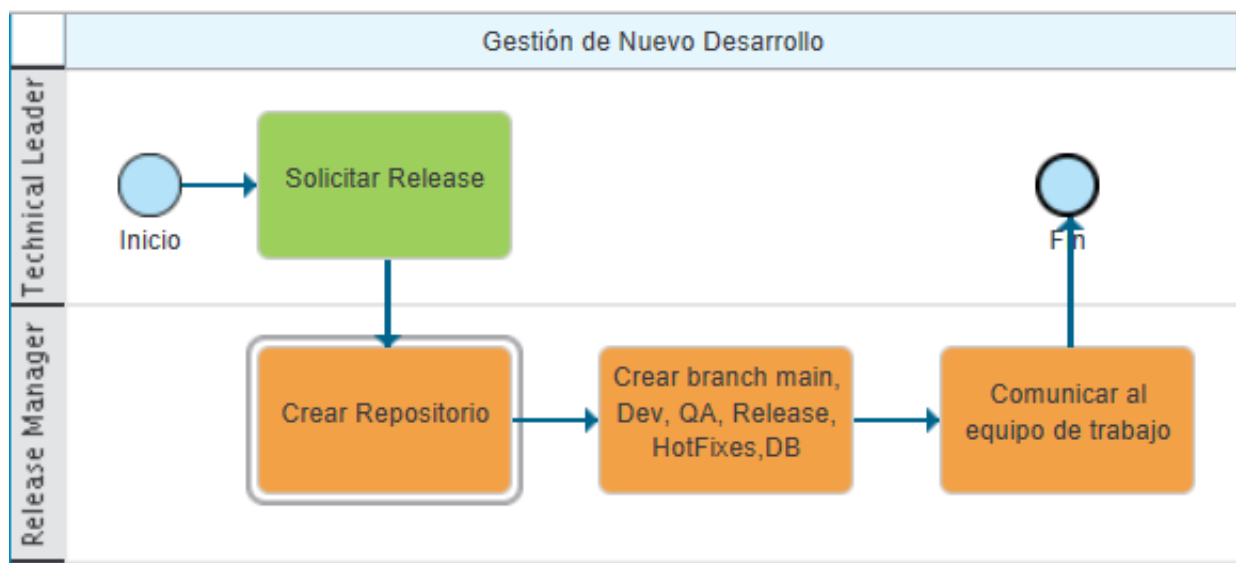 Gestión de Nuevo Desarrollo
Technical Leader
Solicitar Release
Inicio
Fin
Release Manager
Crear Repositorio
Crear branch main,
Dev, QA, Release,
HotFixes,DB
Comunicar al
equipo de trabajo